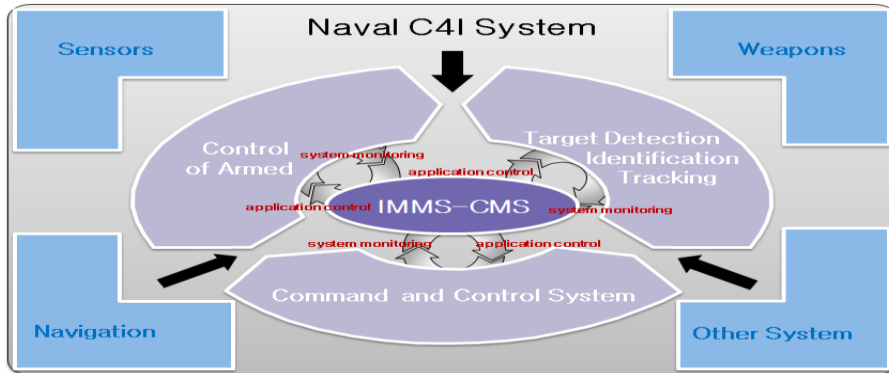 Naval C4I System
Sensors
Weapons
Control
of Armed
Target Detection
Identification
Tracking
system monitoring
application control
application control
IMMS-CMS
system monitoring
system monitoring
application control
Command and Control System
Navigation
Other System